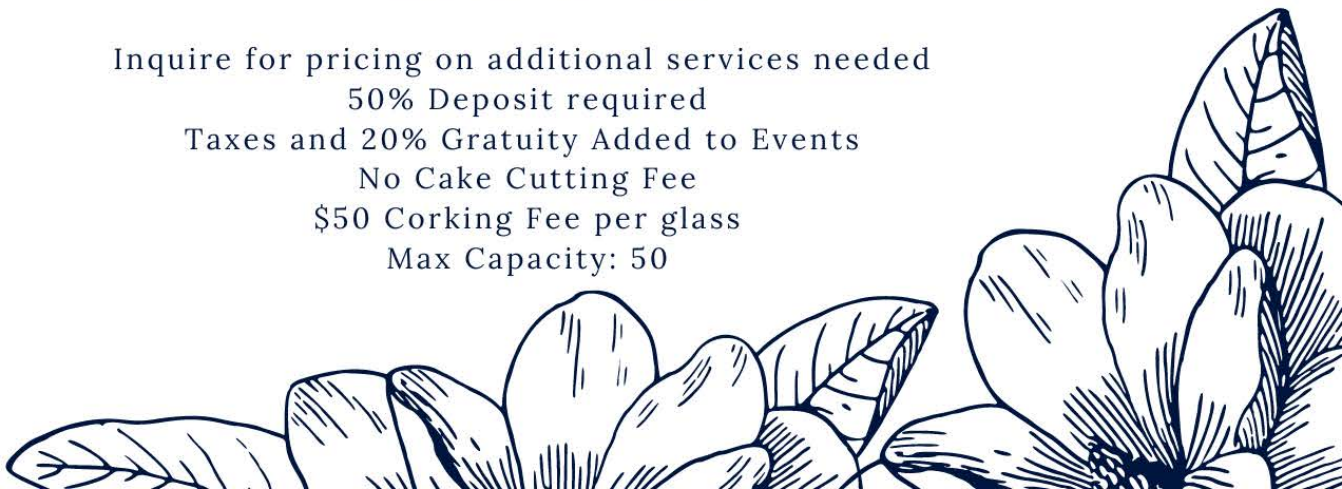 Inquire for pricing on additional services needed
50% Deposit required
Taxes and 20% Gratuity Added to Events
No Cake Cutting Fee
$50 Corking Fee per glass
Max Capacity: 50